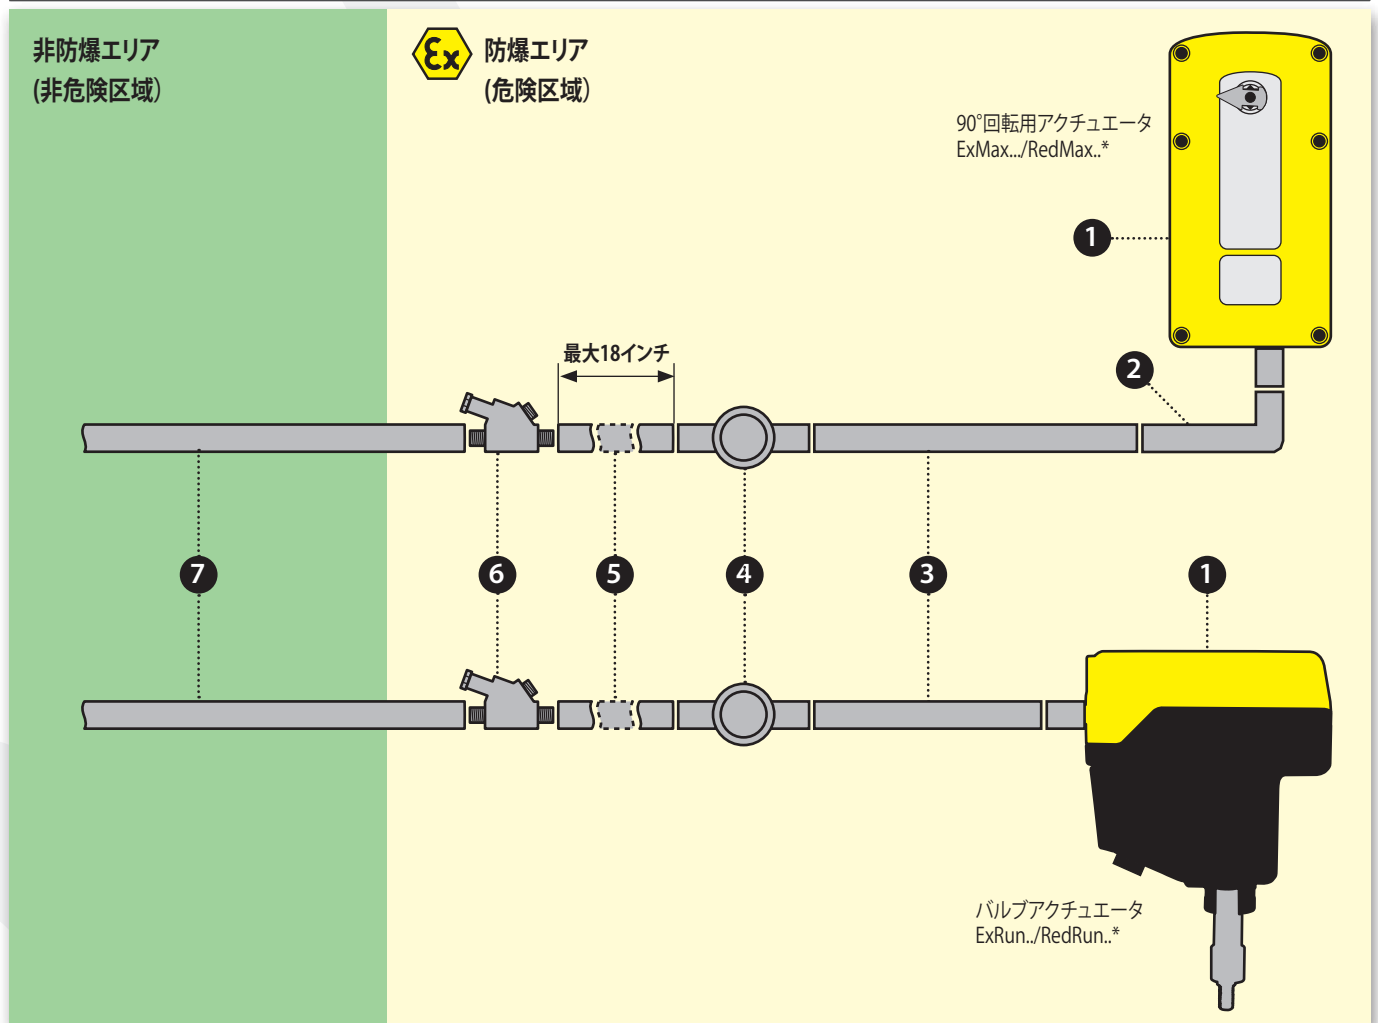 非防爆エリア
(非危険区域)
Ex
防爆エリア
(危険区域)
90°回転用アクチュエータ
ExMax.../RedMax..*
1
2
最大18インチ
7
6
5
4
3
1
バルブアクチュエータ
ExRun../RedRun..*